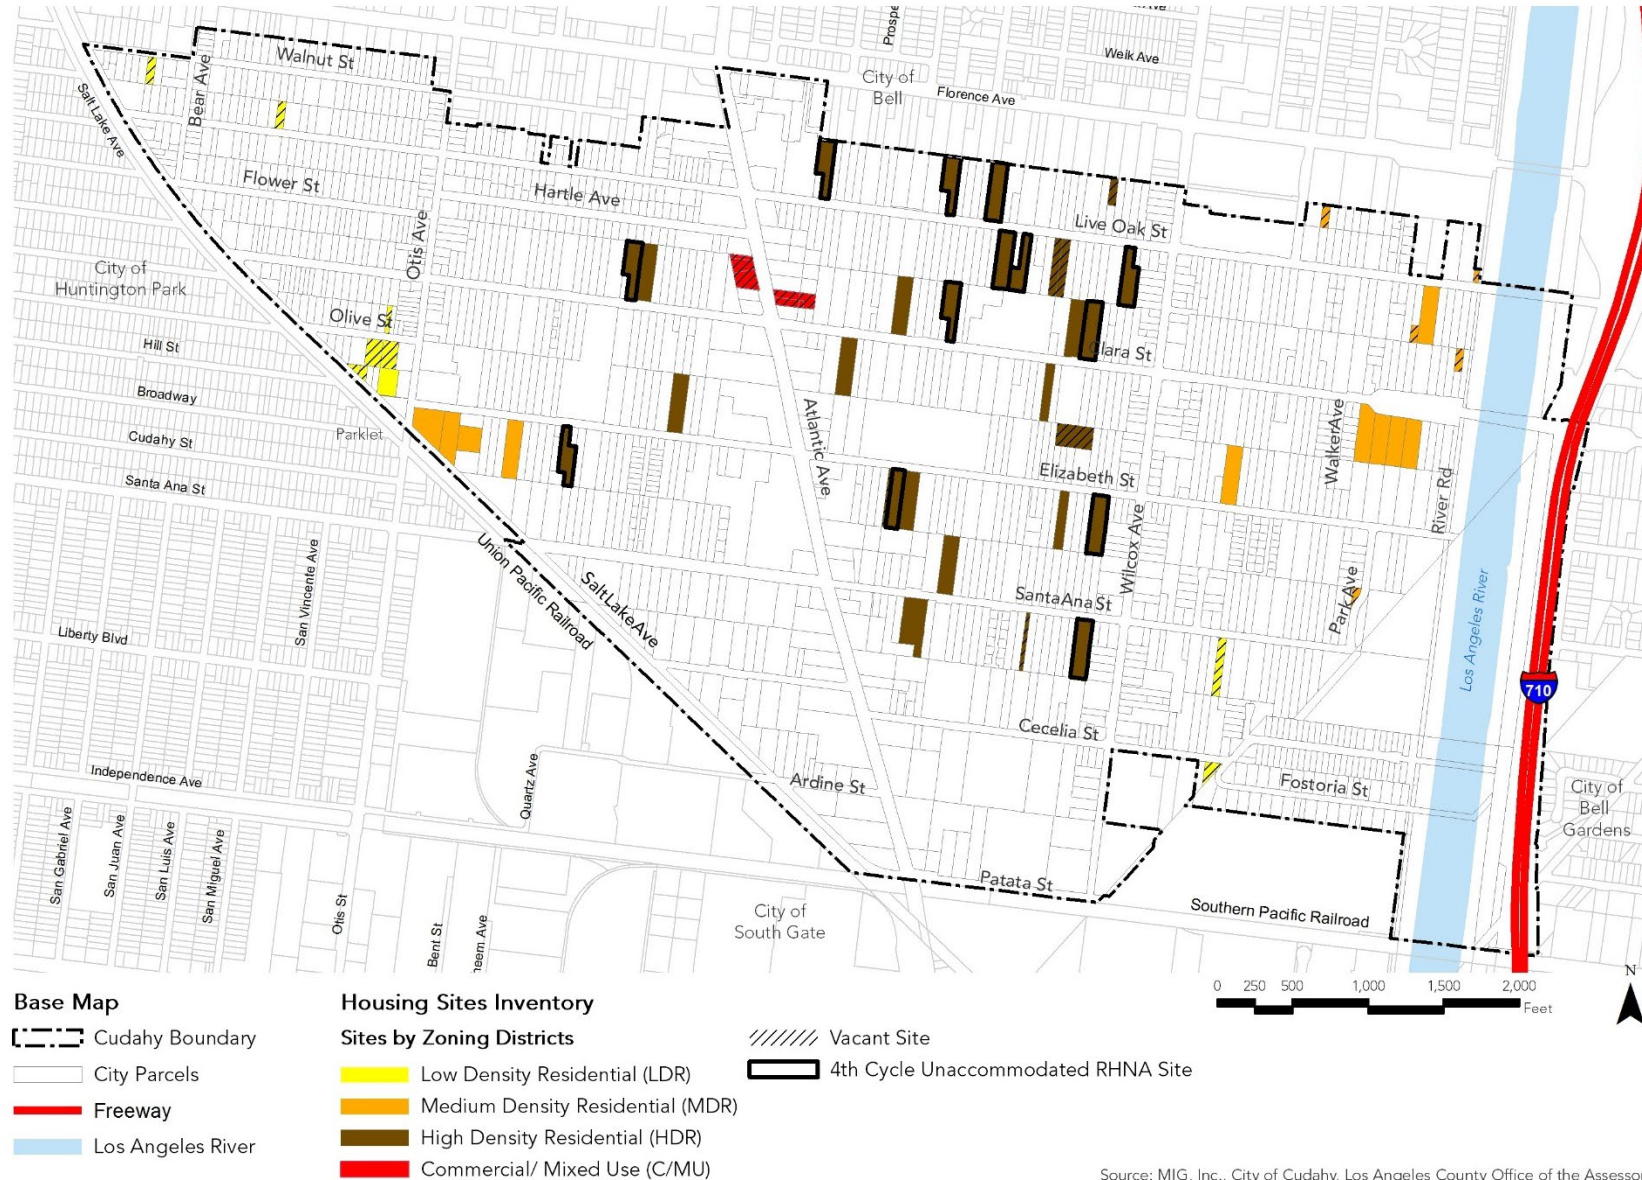 Prospe
Ave
Welk Ave
Walnut St
City of
Bell
Florence Ave
Bear Ave
Salt Lake Ave
Flower St
Hartle Ave
Live Oak St
Otis Ave
City of
Huntington Park
Olive St
Hill St
Clara St
Broadway
Atlantic Ave
Walker Ave
Parklet
Cudahy St
Elizabeth St
Santa Ana St
River Rd
Wilcox Ave
Union Pacific Railroad
San Vincente Ave
Salt Lake Ave
Santa Ana St
Park Ave
Los Angeles River
Liberty Blvd
710
Cecelia St
Independence Ave
Quartz Ave
Ardine St
Fostoria St
City of
Bell
Gardens
San Gabriel Ave
San Juan Ave
San Luis Ave
San Miguel Ave
Patata St
Otis St
Bent St
neem Ave
City of
South Gate
Southern Pacific Railroad
N
0 250 500 1,000 1,500 2,000
Feet
Base Map
Cudahy Boundary
City Parcels
Freeway
Los Angeles River
Housing Sites Inventory
Sites by Zoning Districts
Low Density Residential (LDR)
Medium Density Residential (MDR)
High Density Residential (HDR)
Commercial/ Mixed Use (C/MU)
Vacant Site
4th Cycle Unaccommodated RHNA Site
Source: MIG, Inc., City of Cudahy, Los Angeles County Office of the Assessor